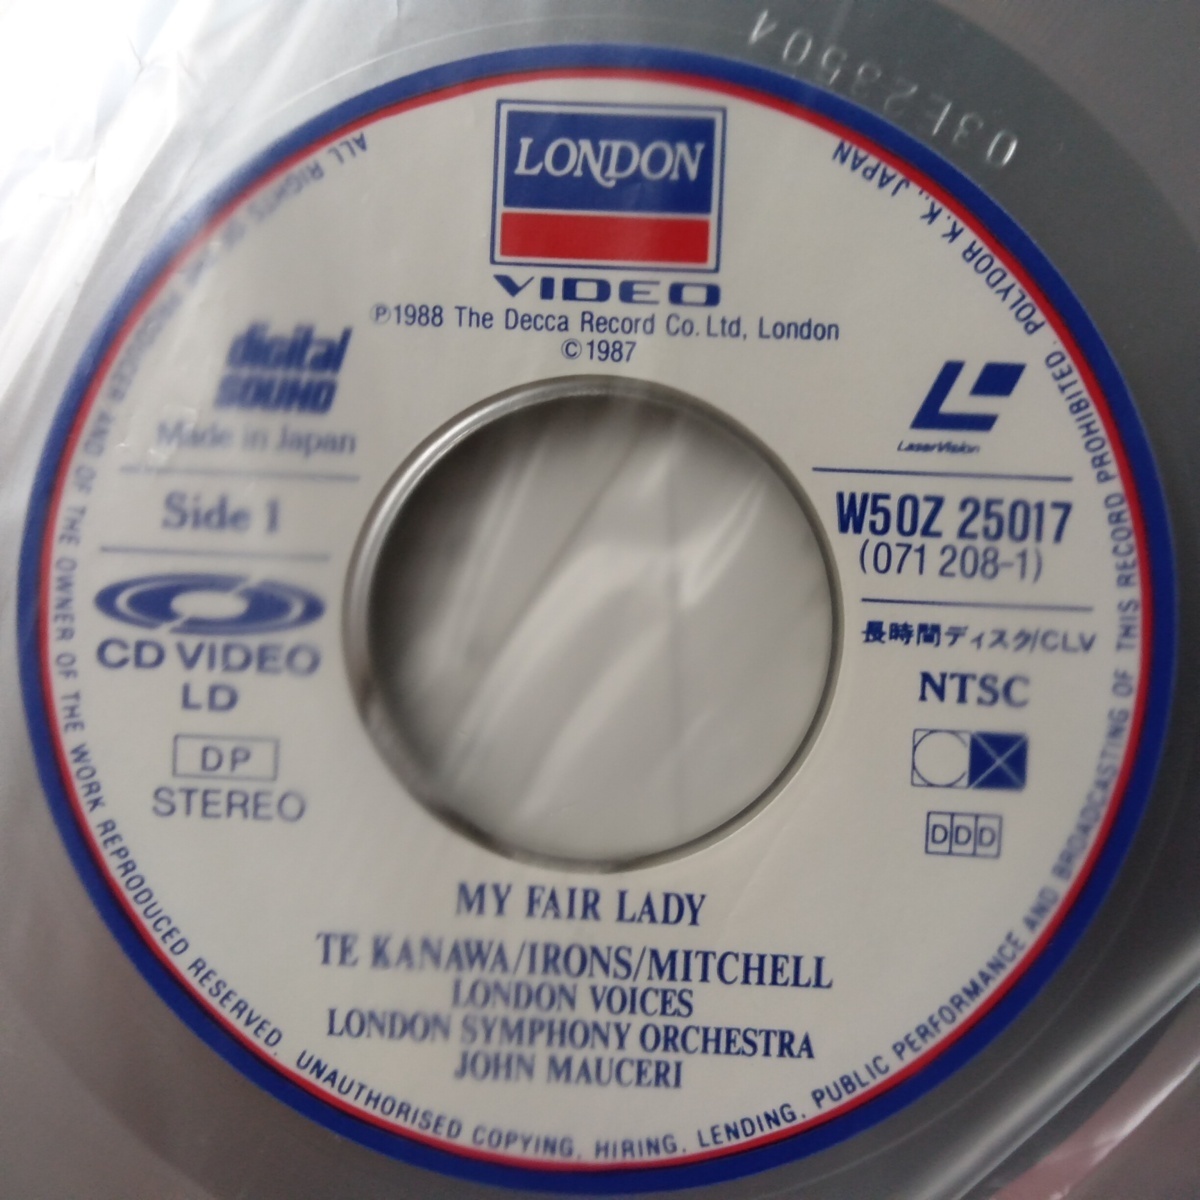 03E23504
LONDON
VIDEO
℗1988 The Decca Record Co. Ltd, London
©1987
digital
SOUND
Made in Japan
Side 1
CD VIDEO
LD
DP
STEREO
LaserVision
W50Z 25017
(071 208-1)
長時間ディスク/CLV
NTSC
DDD
MY FAIR LADY
TE KANAWA/IRONS/MITCHELL
LONDON VOICES
LONDON SYMPHONY ORCHESTRA
JOHN MAUCERI
ALL RIGHTS OF THE PRODUCER AND OF THE OWNER OF THE WORK REPRODUCED RESERVED. UNAUTHORISED COPYING, HIRING, LENDING, PUBLIC PERFORMANCE AND BROADCASTING OF THIS RECORD PROHIBITED. POLYDOR K.K., JAPAN